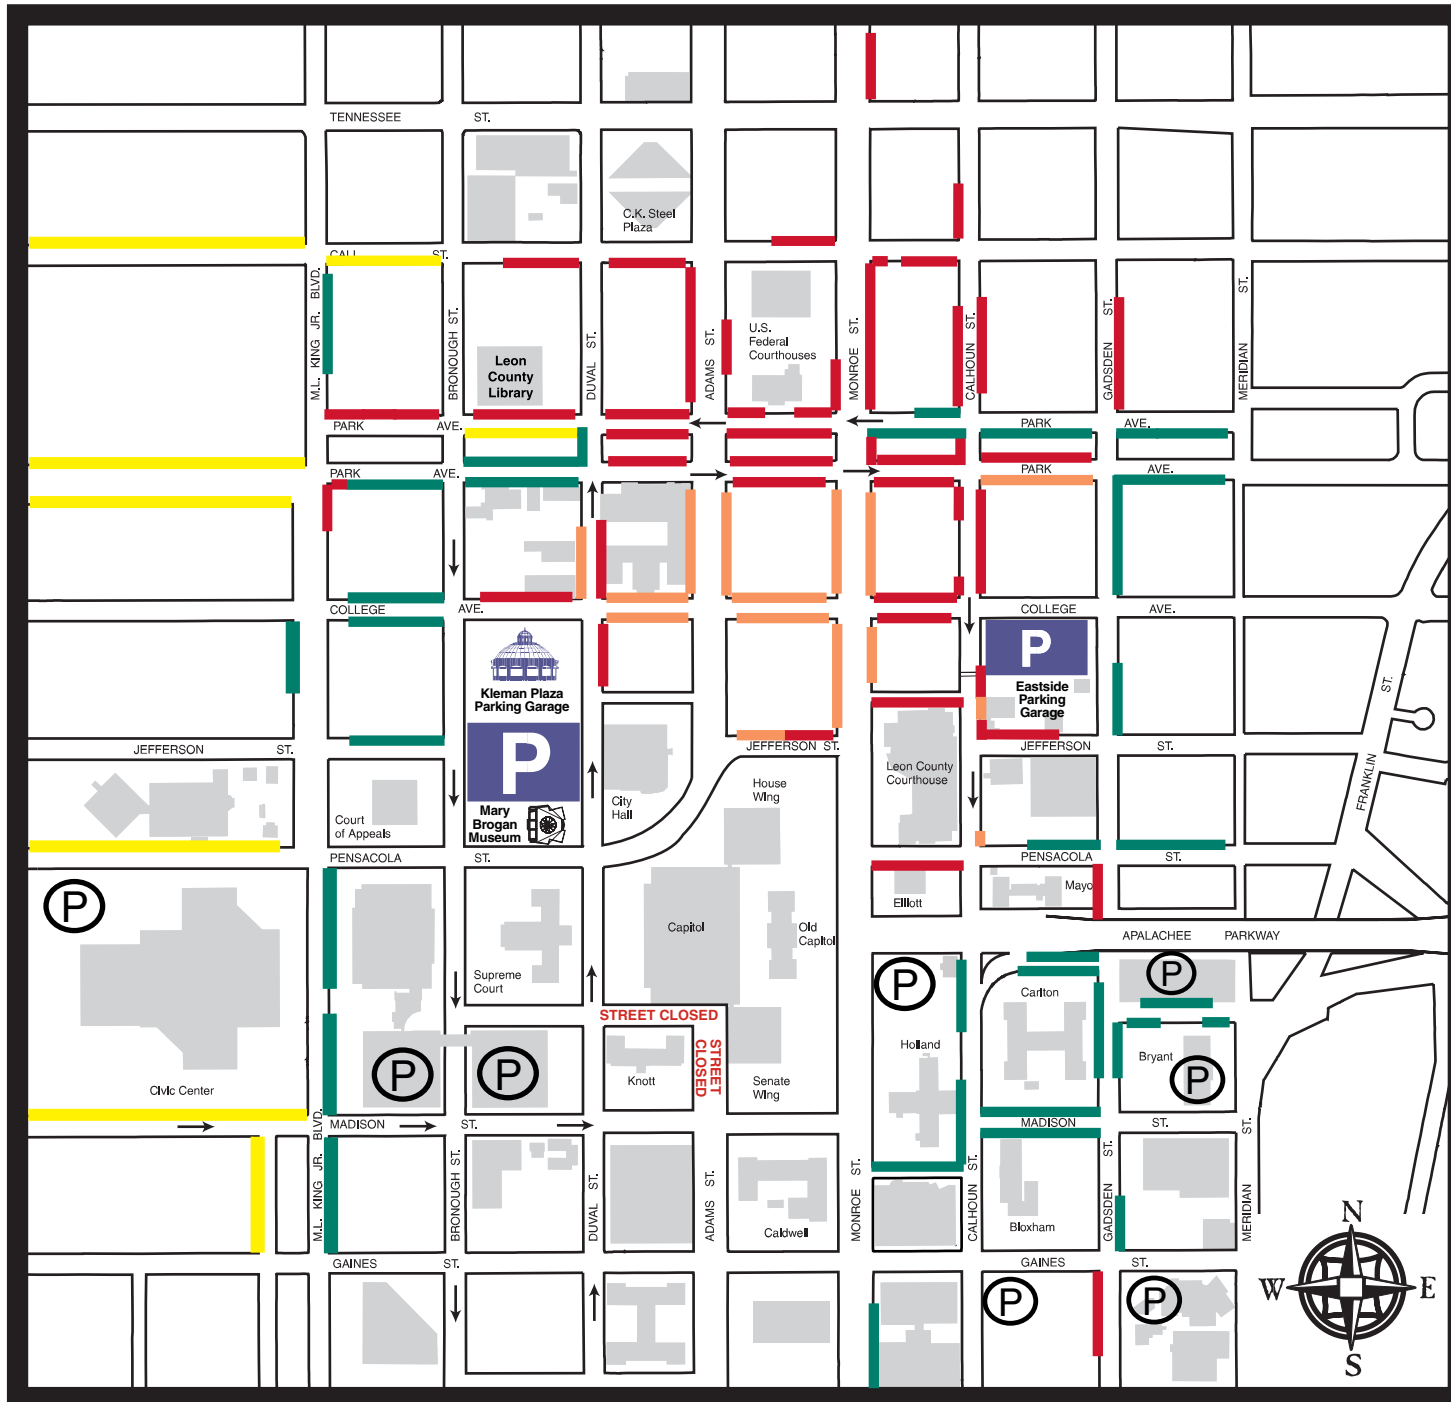 TENNESSEE ST.
C.K. Steel
Plaza
CALL ST.
M.L. KING JR. BLVD.
BRONOUGH ST.
DUVAL ST.
ADAMS ST.
MONROE ST.
CALHOUN ST.
GADSDEN ST.
MERIDIAN ST.
U.S.
Federal
Courthouses
Leon
County
Library
PARK AVE.
PARK AVE.
PARK AVE.
PARK AVE.
COLLEGE AVE.
COLLEGE AVE.
Kleman Plaza
Parking Garage
P
Mary
Brogan
Museum
P
Eastside
Parking
Garage
FRANKLIN ST.
JEFFERSON ST.
JEFFERSON ST.
JEFFERSON ST.
Court
of Appeals
City
Hall
House
Wing
Leon County
Courthouse
PENSACOLA ST.
PENSACOLA ST.
P
Elliott
Mayo
Capitol
Old
Capitol
APALACHEE PARKWAY
Supreme
Court
P
Carlton
P
STREET CLOSED
STREET
CLOSED
Holland
Bryant
P
P
P
Knott
Senate
Wing
Civic Center
MADISON ST.
MADISON ST.
M.L. KING JR. BLVD.
BRONOUGH ST.
DUVAL ST.
ADAMS ST.
MONROE ST.
CALHOUN ST.
GADSDEN ST.
MERIDIAN ST.
Caldwell
Bloxham
GAINES ST.
GAINES ST.
P
P
N
W
E
S